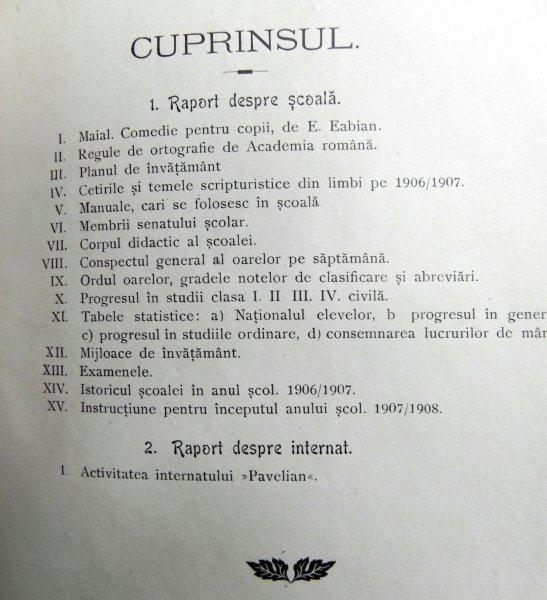 CUPRINSUL.
1. Raport despre școală.
I. Maial. Comedie pentru copii, de E. Eabian.
II. Regule de ortografie de Academia română.
III. Planul de învățământ
IV. Cetirile și temele scripturistice din limbi pe 1906/1907.
V. Manuale, cari se folosesc în școală
VI. Membrii senatului școlar.
VII. Corpul didactic al școalei.
VIII. Conspectul general al oarelor pe săptămână.
IX. Ordul oarelor, gradele notelor de clasificare și abrevări.
X. Progresul în studii clasa I. II III. IV. civilă.
XI. Tabele statistice: a) Naționalul elevelor, b progresul în gener
c) progresul în studiile ordinare, d) consemnarea lucrurilor de mân
XII. Mijloace de învățământ.
XIII. Examenele.
XIV. Istoricul școalei în anul școl. 1906/1907.
XV. Instrucțiune pentru începutul anului școl. 1907/1908.
2. Raport despre internat.
I. Activitatea internatului »Pavelian«.